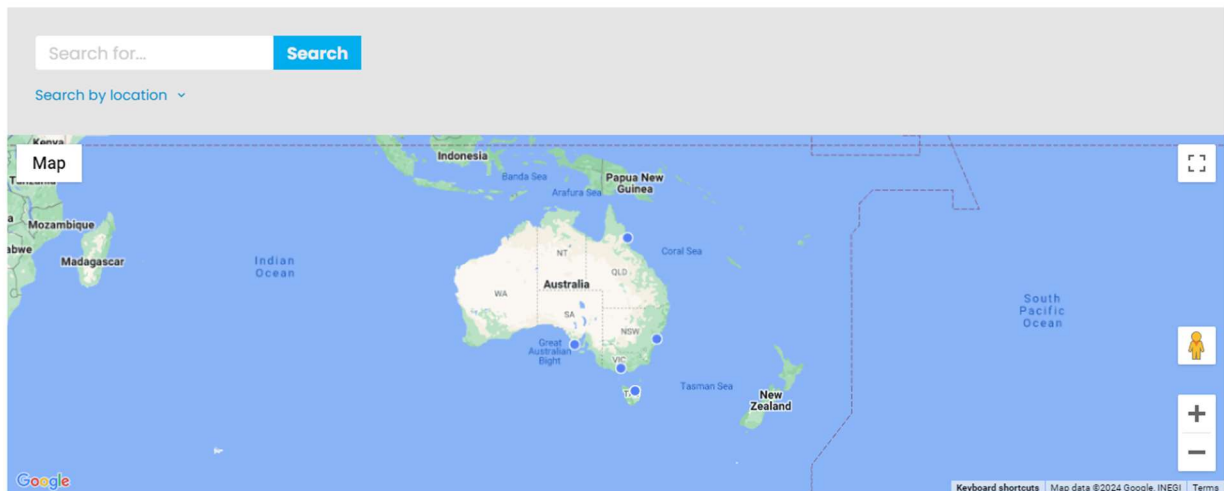 Search for...
Search
Search by location
Kenya
Map
Indonesia
Banda Sea
Papua New
Guinea
Arafura Sea
Mozambique
Madagascar
Indian
Ocean
Coral Sea
NT
QLD
Australia
WA
SA
NSW
Great
Australian
Bight
VIC
Tasman Sea
New
Zealand
South
Pacific
Ocean
Google
Keyboard shortcuts
Map data ©2024 Google, INEGI
Terms